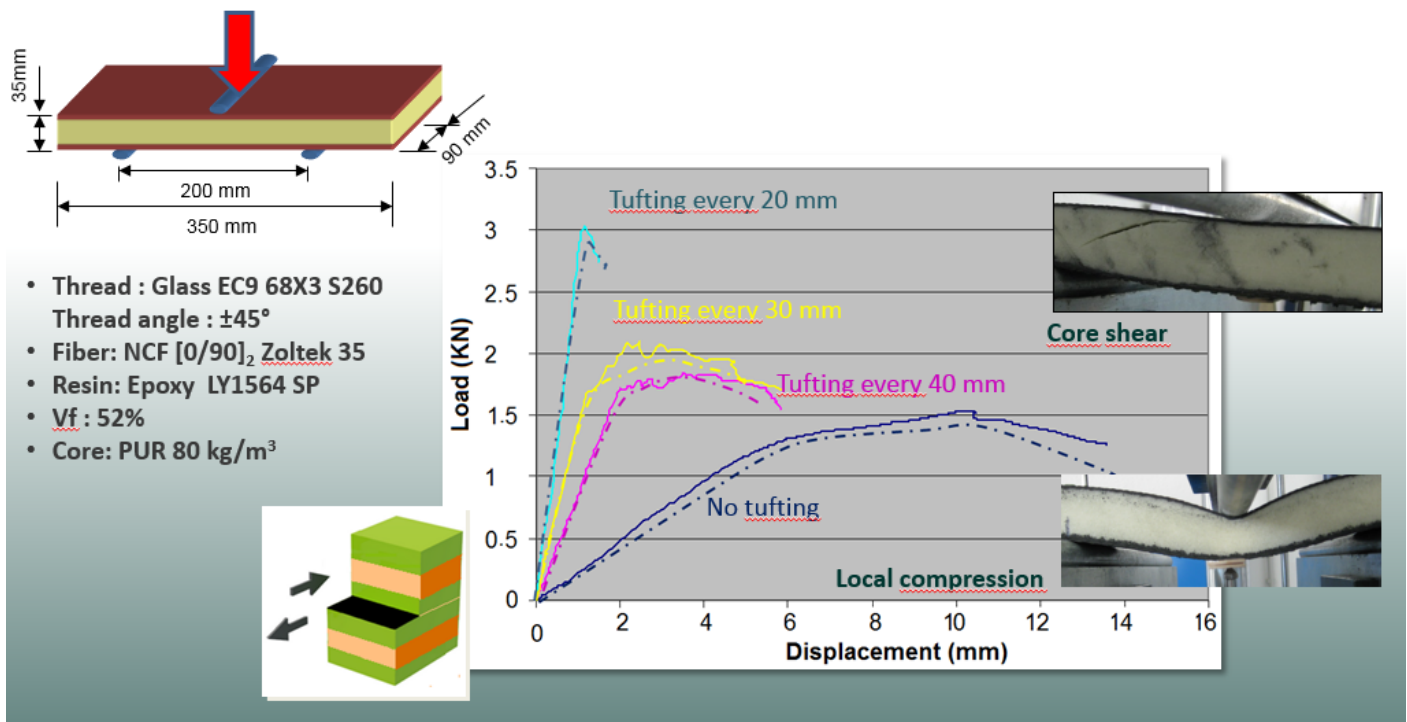 35mm
90 mm
200 mm
350 mm
• Thread : Glass EC9 68X3 S260
Thread angle : ±45°
• Fiber: NCF [0/90]₂ Zoltek 35
• Resin: Epoxy LY1564 SP
• Vf : 52%
• Core: PUR 80 kg/m³
Load (KN)
3.5
3
2.5
2
1.5
1
0.5
0
Tufting every 20 mm
Tufting every 30 mm
Tufting every 40 mm
No tufting
Core shear
Local compression
0 2 4 6 8 10 12 14 16
Displacement (mm)